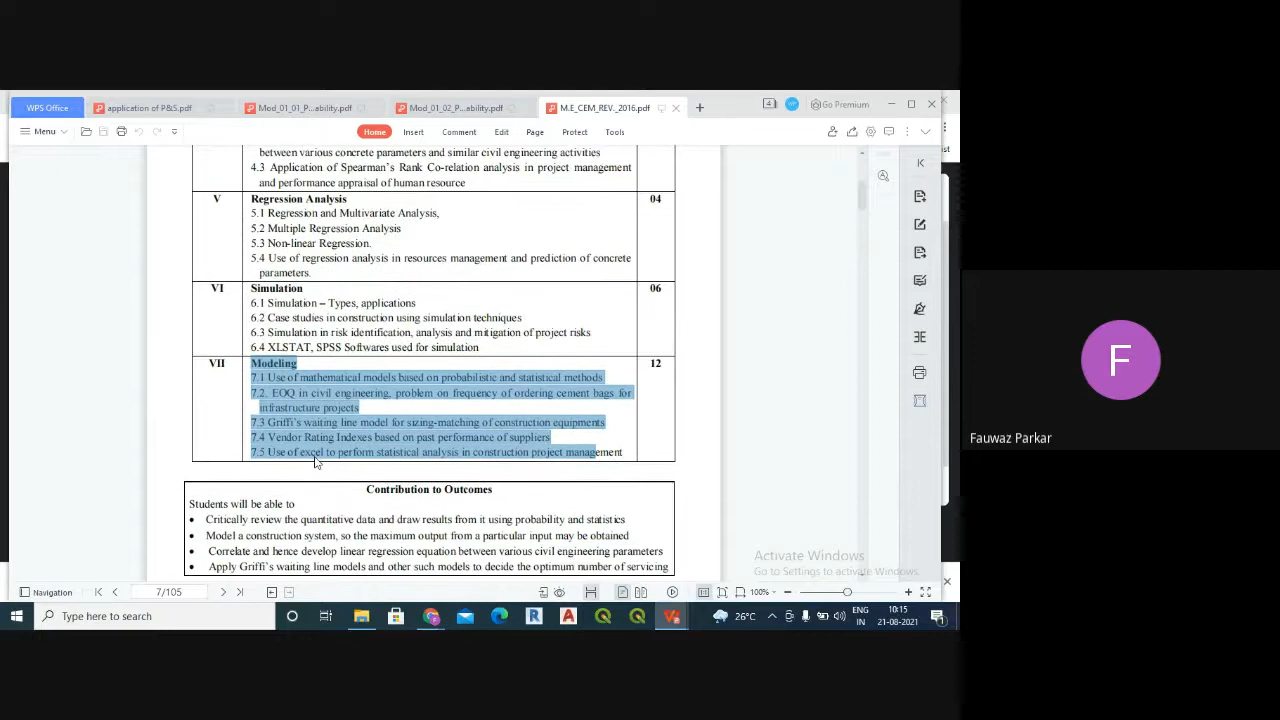 WPS Office
application of P&S.pdf
Mod_01_01_P...ability.pdf
Mod_01_02_P...ability.pdf
M.E_CEM_REV._2016.pdf
4
Go Premium
Menu
Home
Insert
Comment
Edit
Page
Protect
Tools
between various concrete parameters and similar civil engineering activities
4.3 Application of Spearman's Rank Co-relation analysis in project management
and performance appraisal of human resource
V
Regression Analysis
04
5.1 Regression and Multivariate Analysis,
5.2 Multiple Regression Analysis
5.3 Non-linear Regression.
5.4 Use of regression analysis in resources management and prediction of concrete
parameters.
VI
Simulation
06
6.1 Simulation – Types, applications
6.2 Case studies in construction using simulation techniques
6.3 Simulation in risk identification, analysis and mitigation of project risks
6.4 XLSTAT, SPSS Softwares used for simulation
VII
Modeling
12
7.1 Use of mathematical models based on probabilistic and statistical methods
7.2. EOQ in civil engineering, problem on frequency of ordering cement bags for
infrastructure projects
7.3 Griffi's waiting line model for sizing-matching of construction equipments
7.4 Vendor Rating Indexes based on past performance of suppliers
7.5 Use of excel to perform statistical analysis in construction project management
Contribution to Outcomes
Students will be able to
• Critically review the quantitative data and draw results from it using probability and statistics
• Model a construction system, so the maximum output from a particular input may be obtained
• Correlate and hence develop linear regression equation between various civil engineering parameters
• Apply Griffi's waiting line models and other such models to decide the optimum number of servicing
Activate Windows
Go to Settings to activate Windows.
Navigation
7/105
100%
Type here to search
26°C
ENG
IN
10:15
21-08-2021
F
Fauwaz Parkar